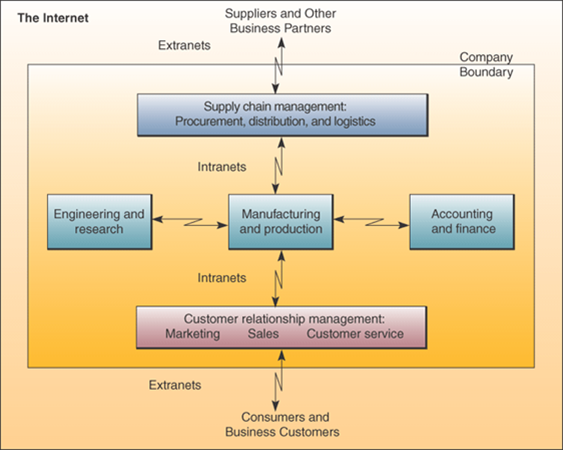 The Internet
Suppliers and Other
Business Partners
Extranets
Company
Boundary
Supply chain management:
Procurement, distribution, and logistics
Intranets
Engineering and
research
Manufacturing
and production
Accounting
and finance
Intranets
Customer relationship management:
Marketing Sales Customer service
Extranets
Consumers and
Business Customers